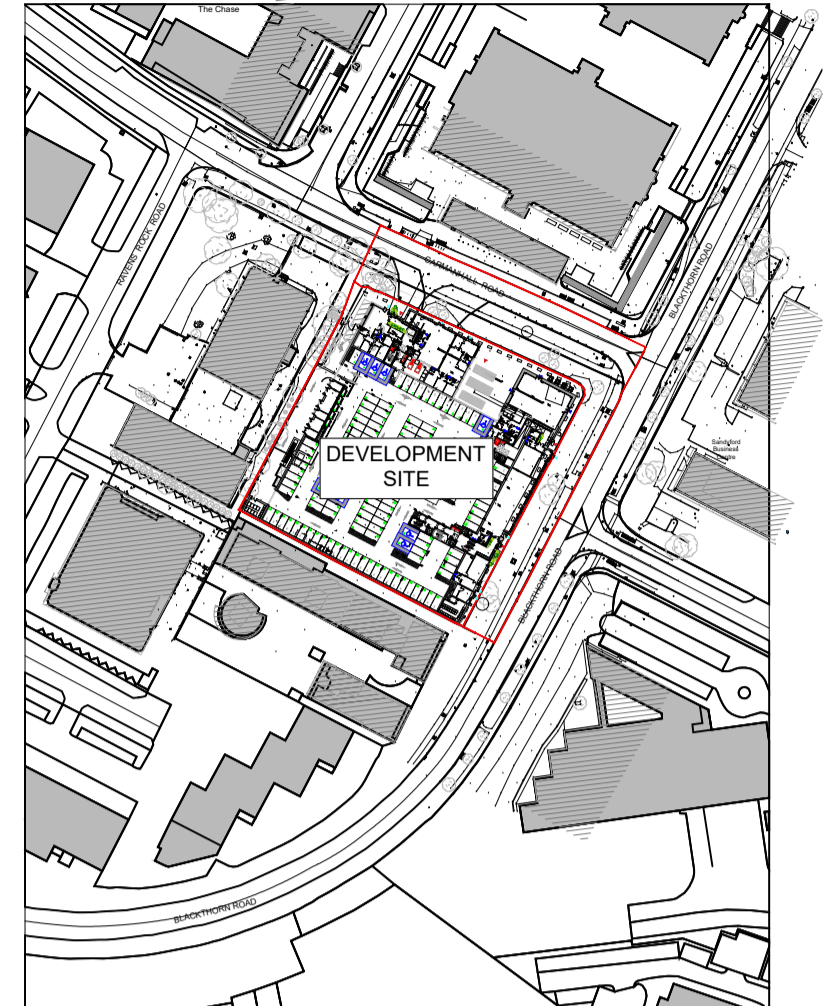 The Chase
RAVENS ROCK ROAD
CARMANHALL ROAD
BLACKTHORN ROAD
DEVELOPMENT
SITE
Sandyford
Business
Centre
BLACKTHORN ROAD
BLACKTHORN ROAD